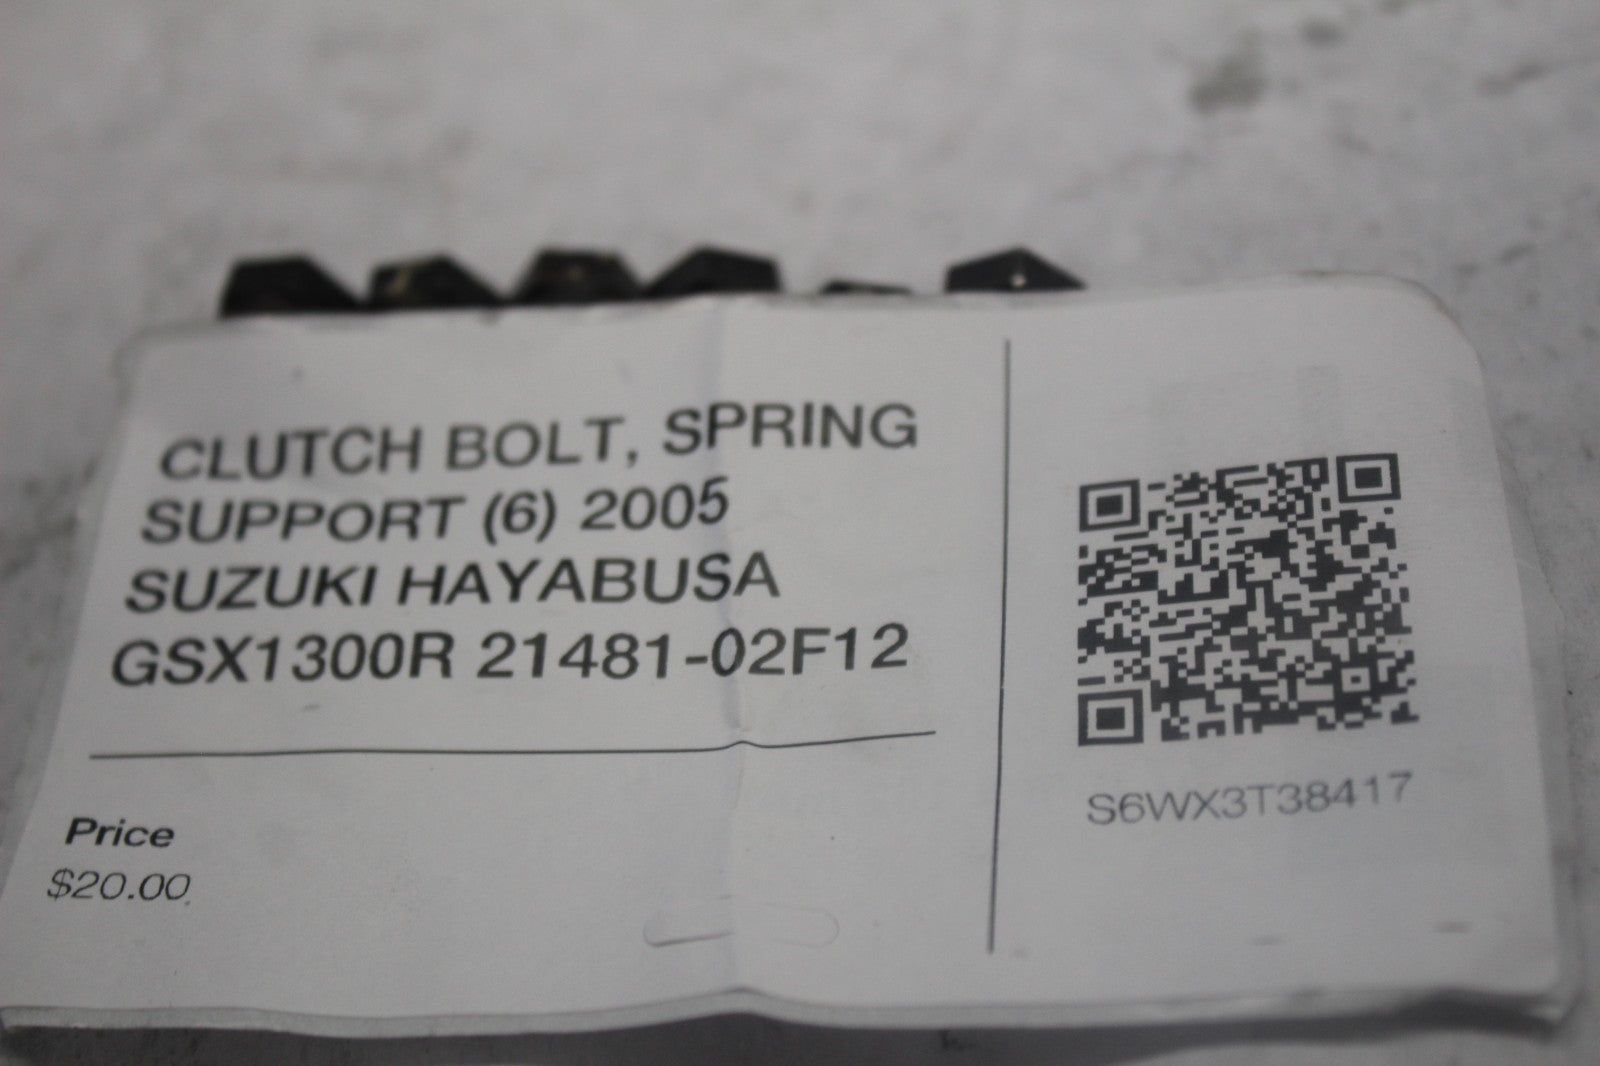 CLUTCH BOLT, SPRING
SUPPORT (6) 2005
SUZUKI HAYABUSA
GSX1300R 21481-02F12
Price
$20.00
S6WX3T38417